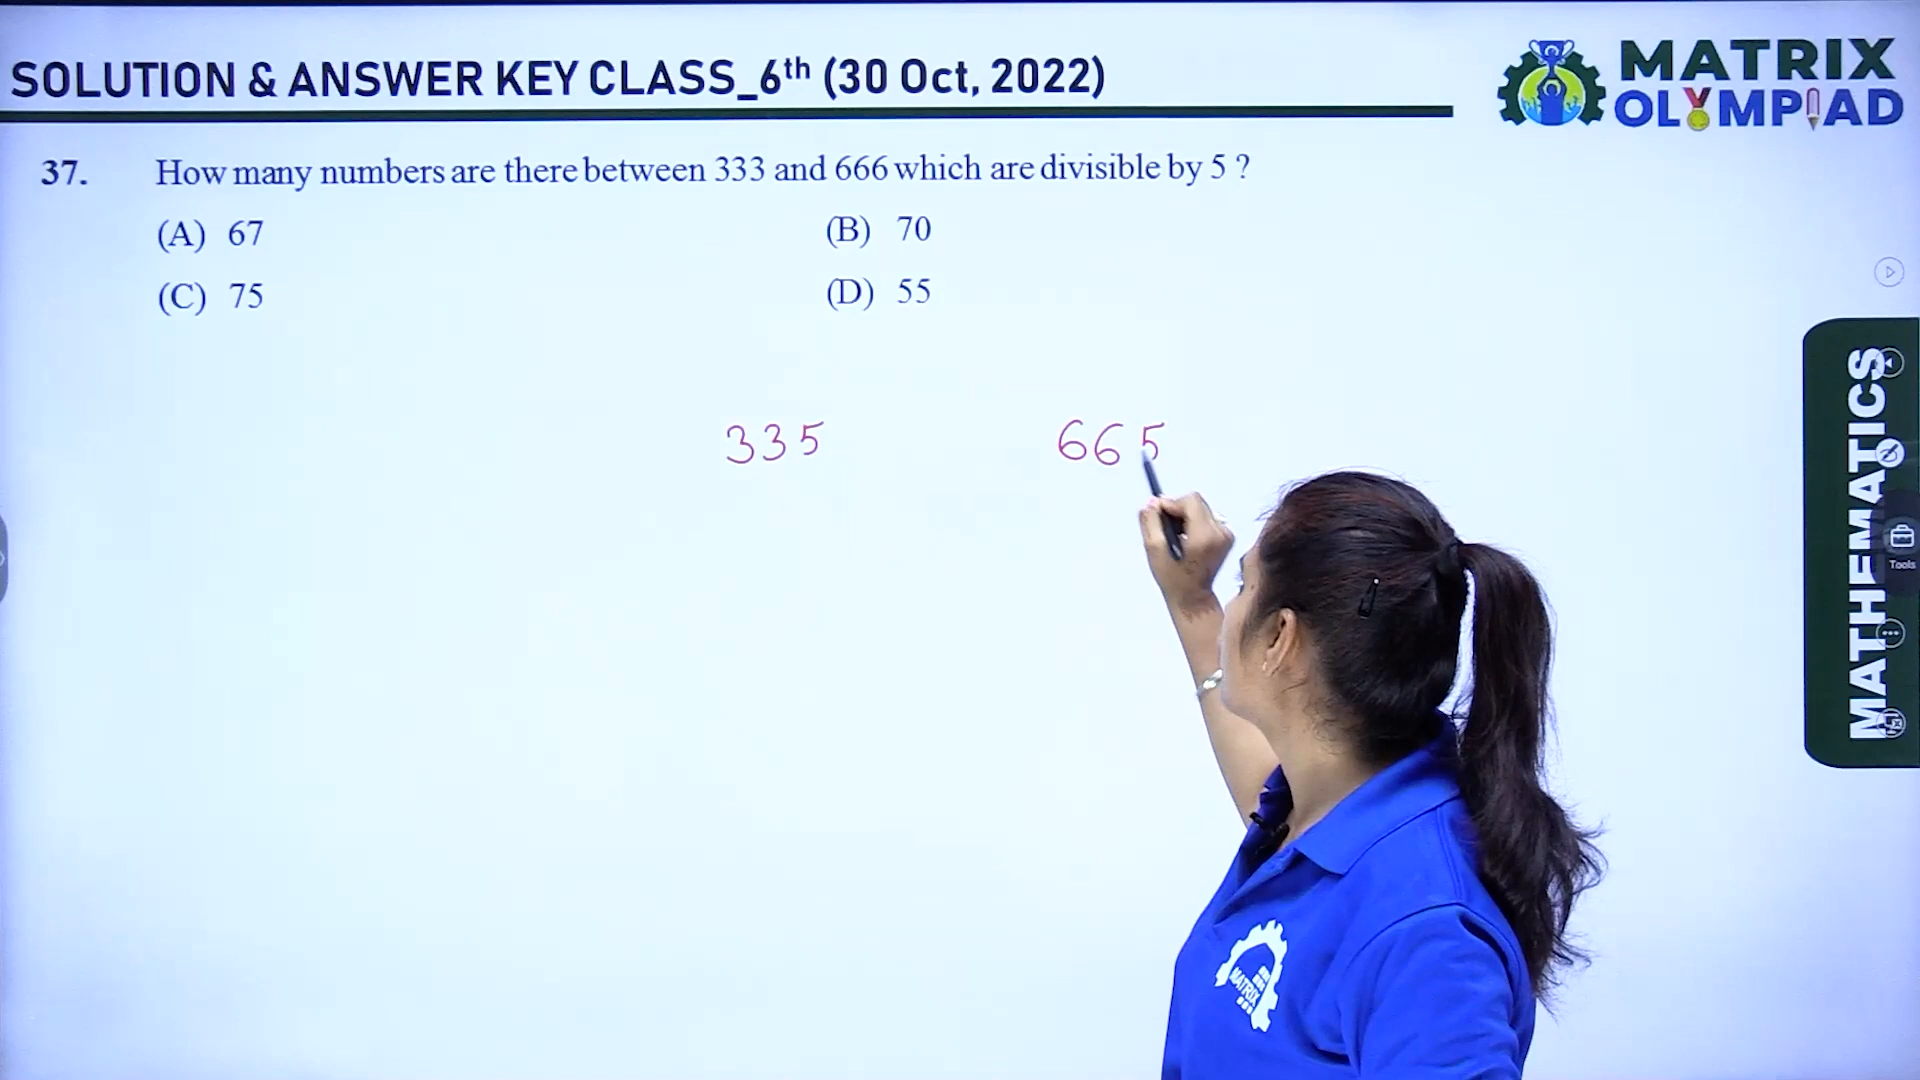 SOLUTION & ANSWER KEY CLASS_6th (30 Oct, 2022)
MATRIX
OLYMPIAD
37. How many numbers are there between 333 and 666 which are divisible by 5 ?
(A) 67 (B) 70
(C) 75 (D) 55
335 665
MATHEMATICS
Tools
MATRIX